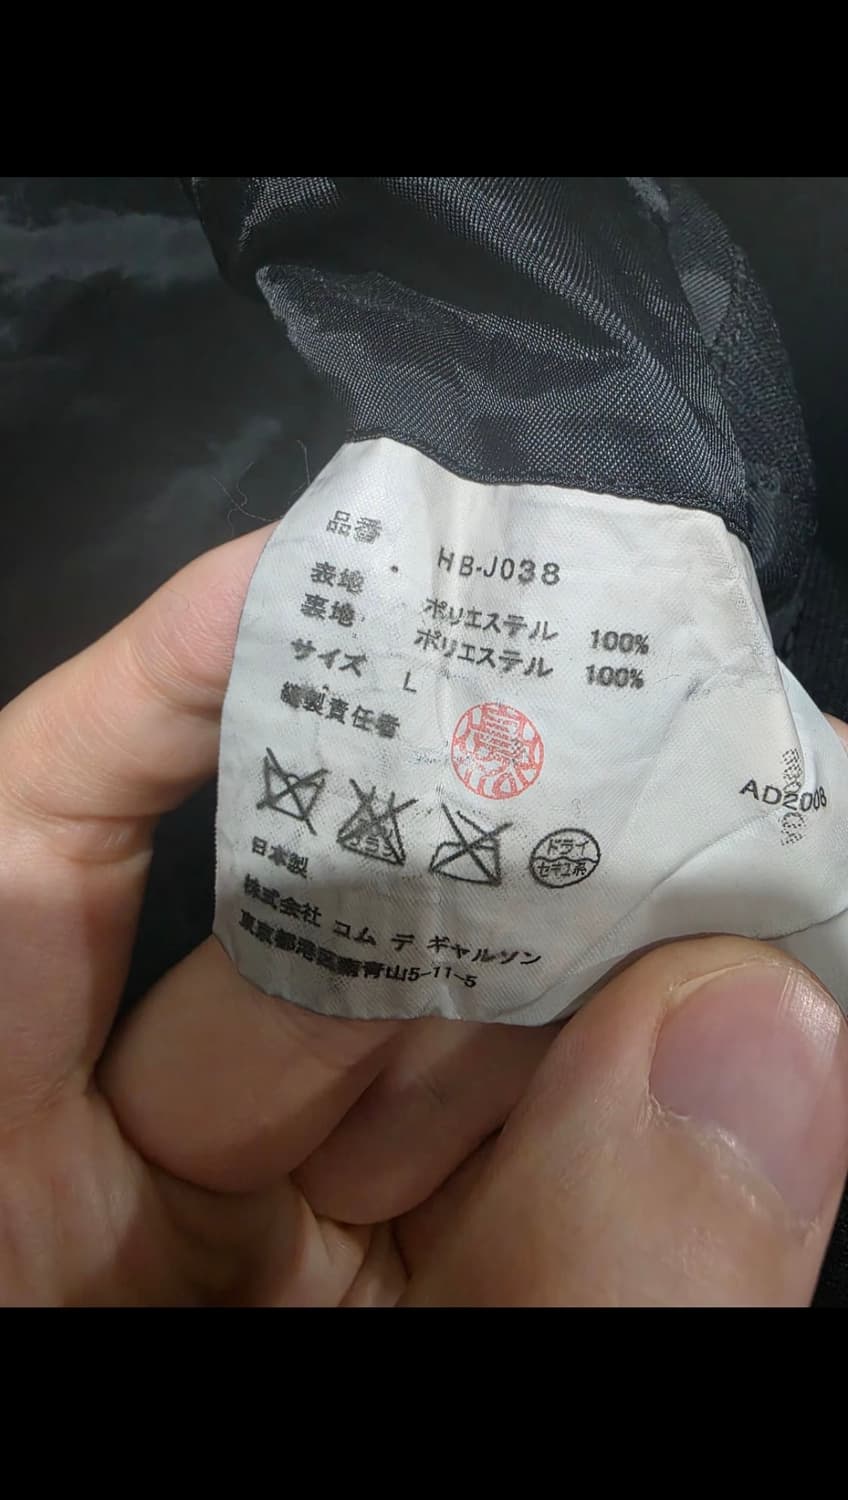 品番 HB-J038
表地 ポリエステル 100%
裏地 ポリエステル 100%
サイズ L
縫製責任者
ドライ
セキユ系
日本製
株式会社 コム デ ギャルソン
東京都港区南青山5-11-5
AD2008